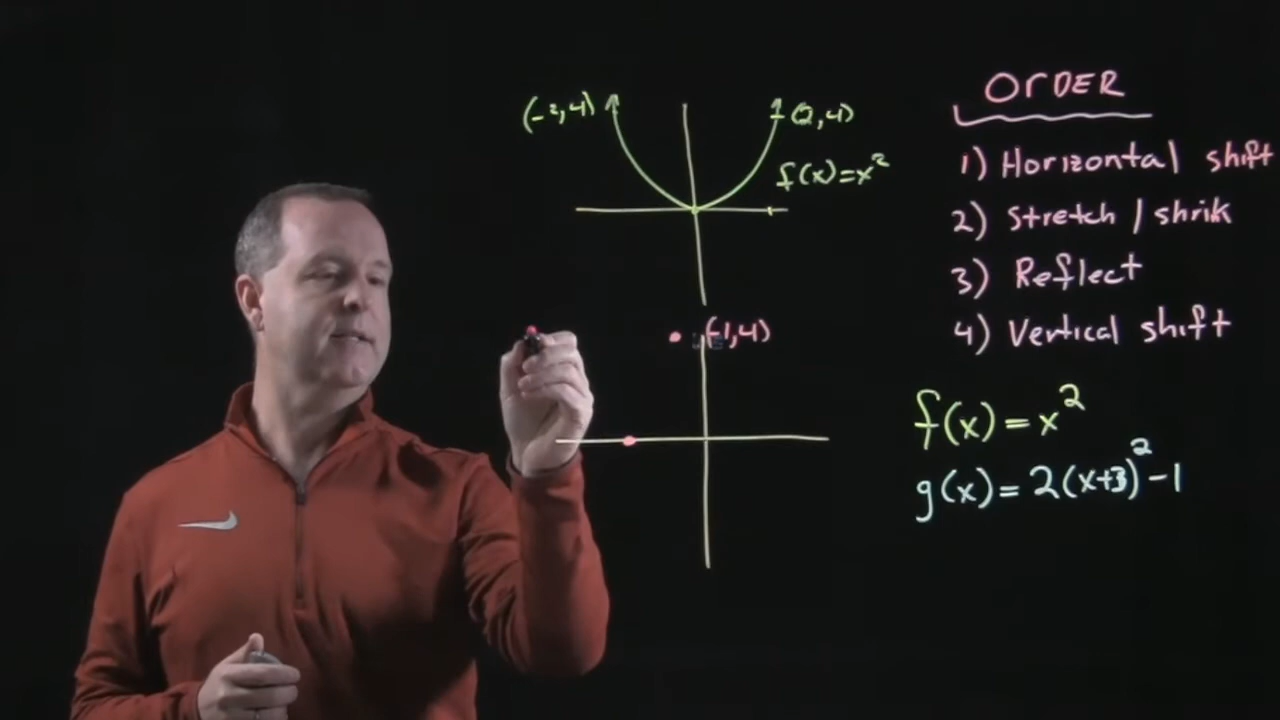 (-2,4)
(2,4)
f(x)=x²
(-1,4)
ORDER
1) Horizontal shift
2) Stretch / shrik
3) Reflect
4) Vertical shift
f(x)=x²
g(x)=2(x+3)²-1